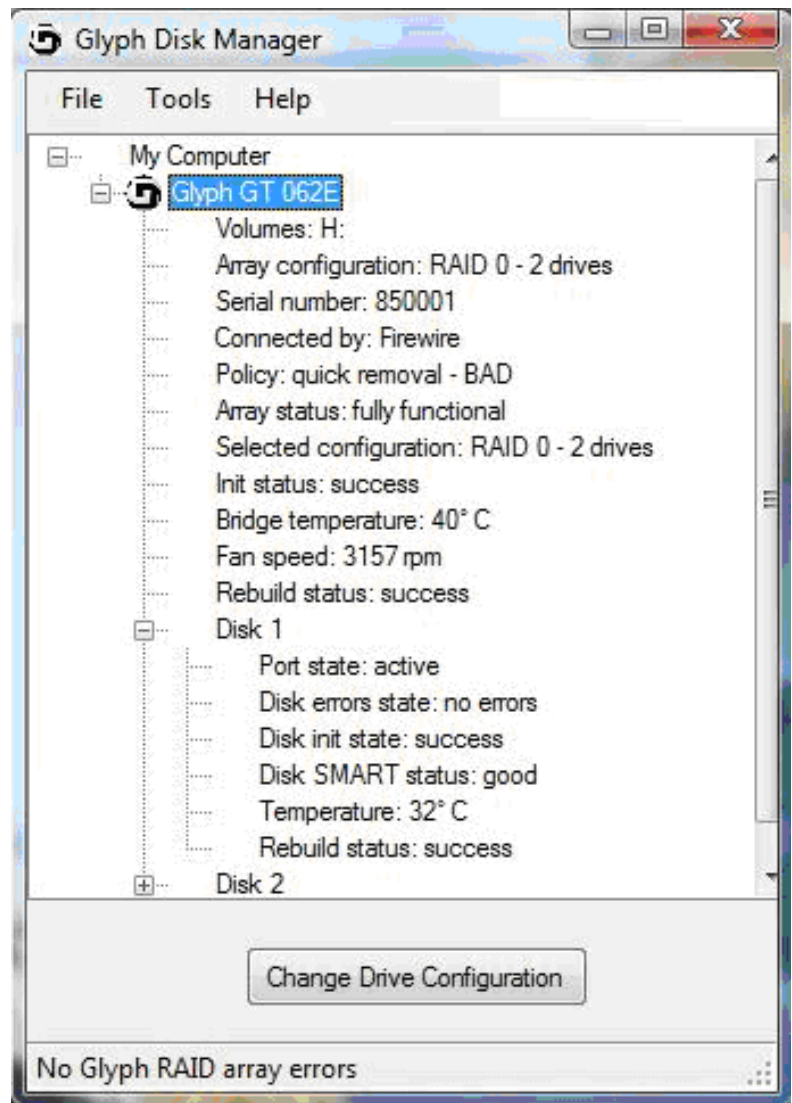 Glyph Disk Manager
File Tools Help
My Computer
Glyph GT 062E
Volumes: H:
Array configuration: RAID 0 - 2 drives
Serial number: 850001
Connected by: Firewire
Policy: quick removal - BAD
Array status: fully functional
Selected configuration: RAID 0 - 2 drives
Init status: success
Bridge temperature: 40° C
Fan speed: 3157 rpm
Rebuild status: success
Disk 1
Port state: active
Disk errors state: no errors
Disk init state: success
Disk SMART status: good
Temperature: 32° C
Rebuild status: success
Disk 2
Change Drive Configuration
No Glyph RAID array errors